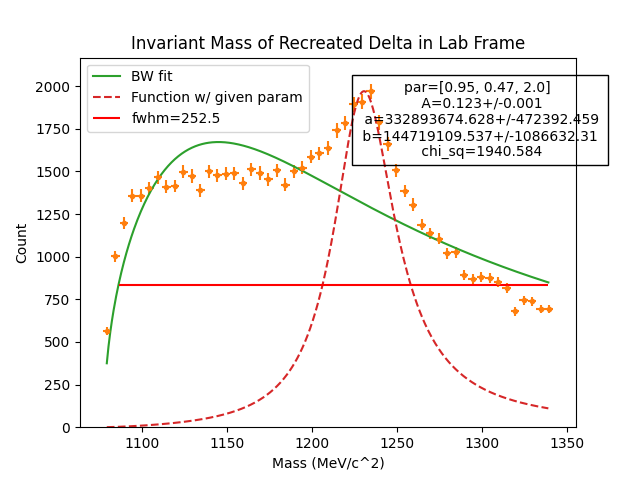 Invariant Mass of Recreated Delta in Lab Frame
BW fit
Function w/ given param
fwhm=252.5
par=[0.95, 0.47, 2.0]
A=0.123+/-0.001
a=332893674.628+/-472392.459
b=144719109.537+/-1086632.31
chi_sq=1940.584
Count
2000
1750
1500
1250
1000
750
500
250
0
1100
1150
1200
1250
1300
1350
Mass (MeV/c^2)